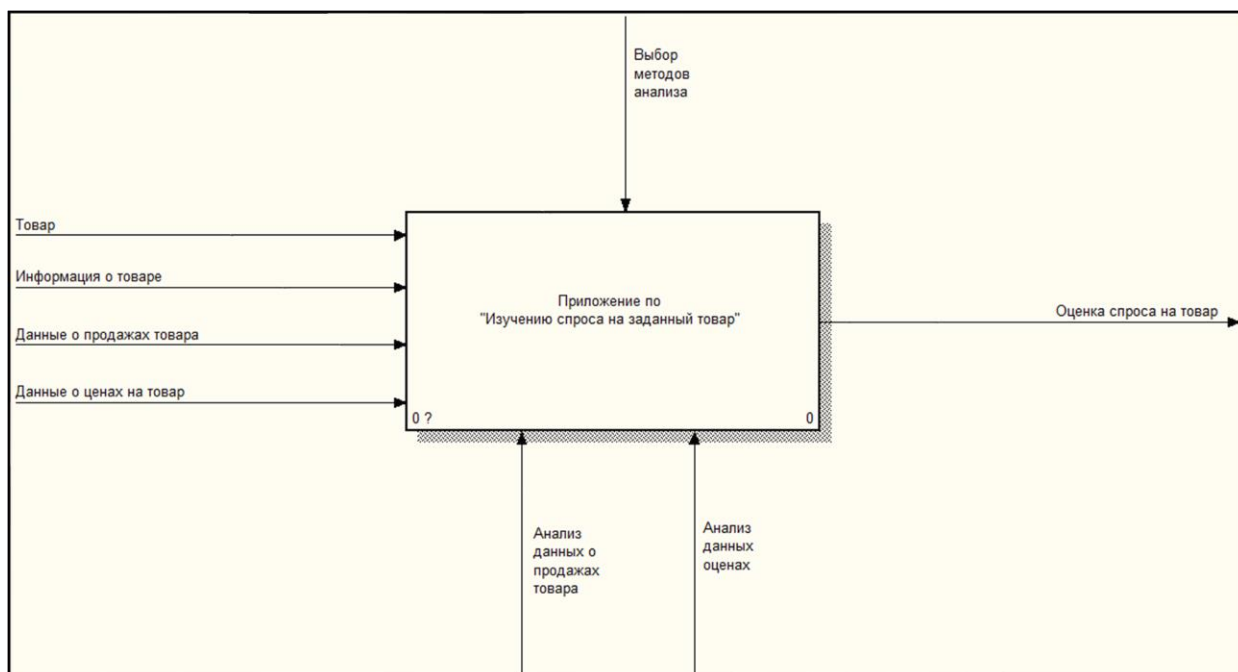 Выбор
методов
анализа
Товар
Информация о товаре
Данные о продажах товара
Данные о ценах на товар
Приложение по
"Изучению спроса на заданный товар"
0 ?
0
Оценка спроса на товар
Анализ
данных о
продажах
товара
Анализ
данных
оценах